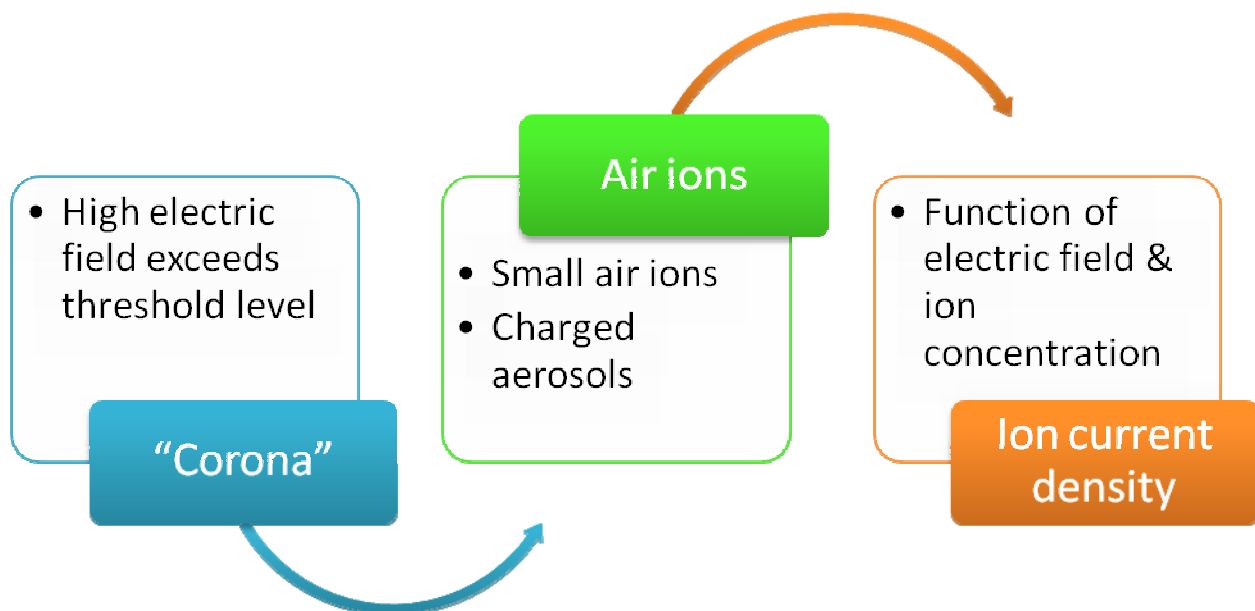 • High electric
field exceeds
threshold level
“Corona”
Air ions
• Small air ions
• Charged
aerosols
• Function of
electric field &
ion
concentration
Ion current
density